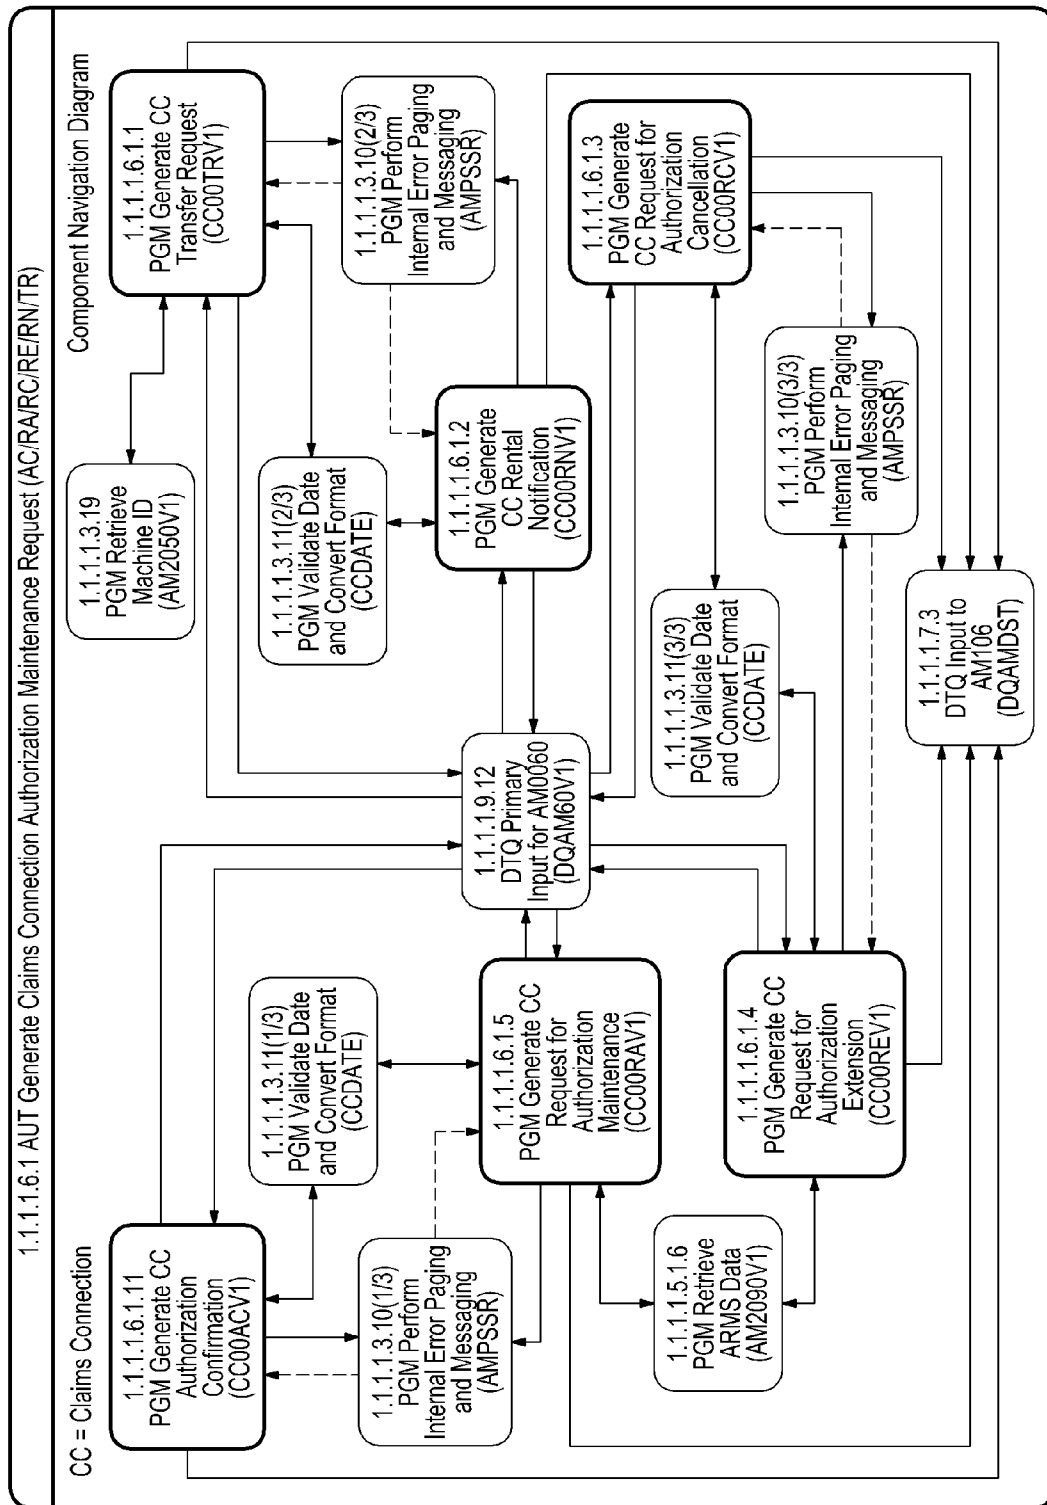 1.1.1.1.6.1 AUT Generate Claims Connection Authorization Maintenance Request (AC/RA/RC/RE/RN/TR)
CC = Claims Connection
Component Navigation Diagram
1.1.1.1.6.1.11
PGM Generate CC
Authorization
Confirmation
(CC00ACV1)
1.1.1.1.3.19
PGM Retrieve
Machine ID
(AM2050V1)
1.1.1.1.6.1.1
PGM Generate CC
Transfer Request
(CC00TRV1)
1.1.1.1.3.11(1/3)
PGM Validate Date
and Convert Format
(CCDATE)
1.1.1.1.3.11(2/3)
PGM Validate Date
and Convert Format
(CCDATE)
1.1.1.1.3.10(2/3)
PGM Perform
Internal Error Paging
and Messaging
(AMPSSR)
1.1.1.1.3.10(1/3)
PGM Perform
Internal Error Paging
and Messaging
(AMPSSR)
1.1.1.1.6.1.5
PGM Generate CC
Request for
Authorization
Maintenance
(CC00RAV1)
1.1.1.1.9.12
DTQ Primary
Input for AM0060
(DQAM60V1)
1.1.1.1.6.1.2
PGM Generate
CC Rental
Notification
(CC00RNV1)
1.1.1.1.6.1.3
PGM Generate
CC Request for
Authorization
Cancellation
(CC00RCV1)
1.1.1.1.5.1.6
PGM Retrieve
ARMS Data
(AM2090V1)
1.1.1.1.6.1.4
PGM Generate CC
Request for
Authorization
Extension
(CC00REV1)
1.1.1.1.3.11(3/3)
PGM Validate Date
and Convert Format
(CCDATE)
1.1.1.1.3.10(3/3)
PGM Perform
Internal Error Paging
and Messaging
(AMPSSR)
1.1.1.1.7.3
DTQ Input to
AM106
(DQAMDST)